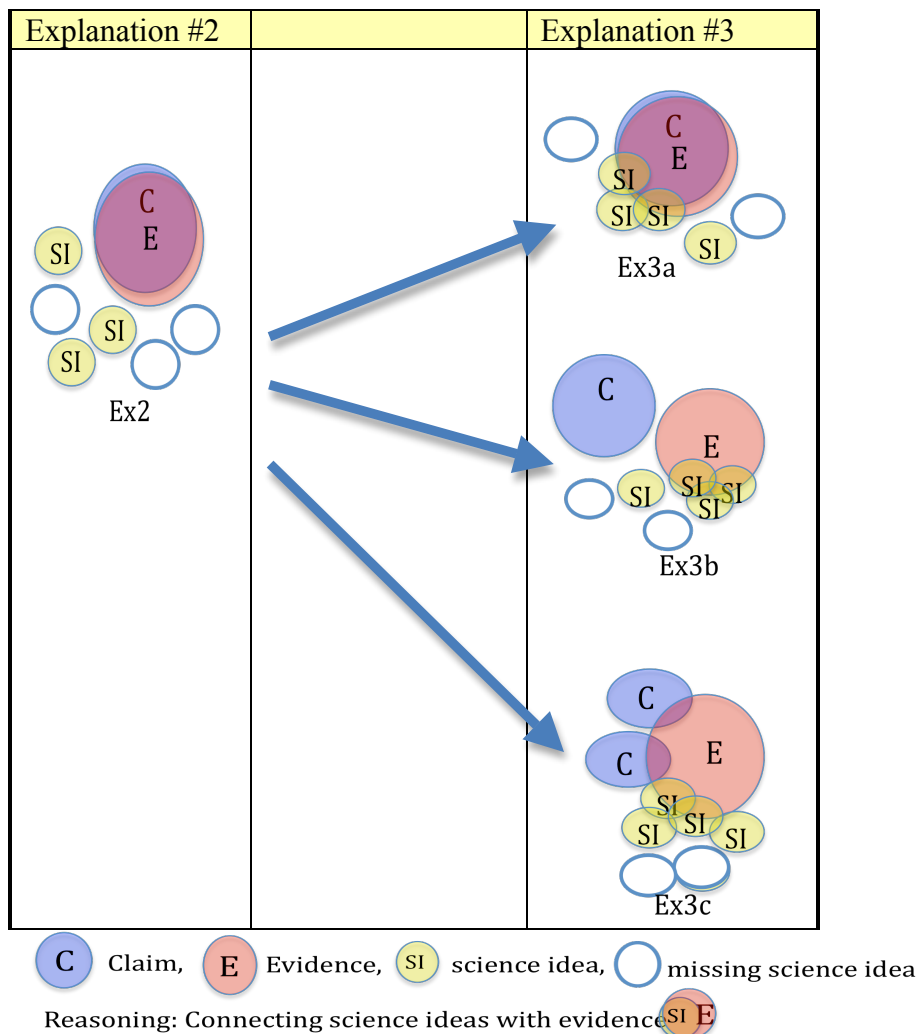 Explanation #2
Explanation #3
C
E
SI
SI
SI
Ex2
C
E
SI
SI
SI
SI
Ex3a
C
E
SI
SI
SI
SI
Ex3b
C
C
E
SI
SI
SI
SI
Ex3c
C Claim, E Evidence, SI science idea, missing science idea
Reasoning: Connecting science ideas with evidence SI E